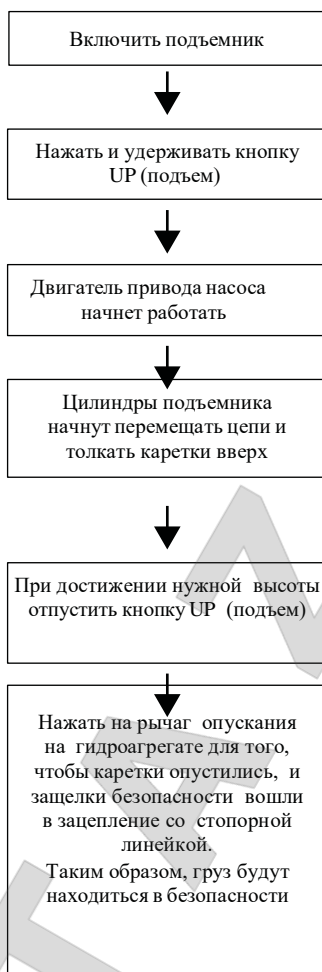 Включить подъемник
Нажать и удерживать кнопку
UP (подъем)
Двигатель привода насоса
начнет работать
Цилиндры подъемника
начнут перемещать цепи и
толкать каретки вверх
При достижении нужной высоты
отпустить кнопку UP (подъем)
Нажать на рычаг опускания
на гидроагрегате для того,
чтобы каретки опустились, и
защелки безопасности вошли
в зацепление со стопорной
линейкой.
Таким образом, груз будут
находиться в безопасности